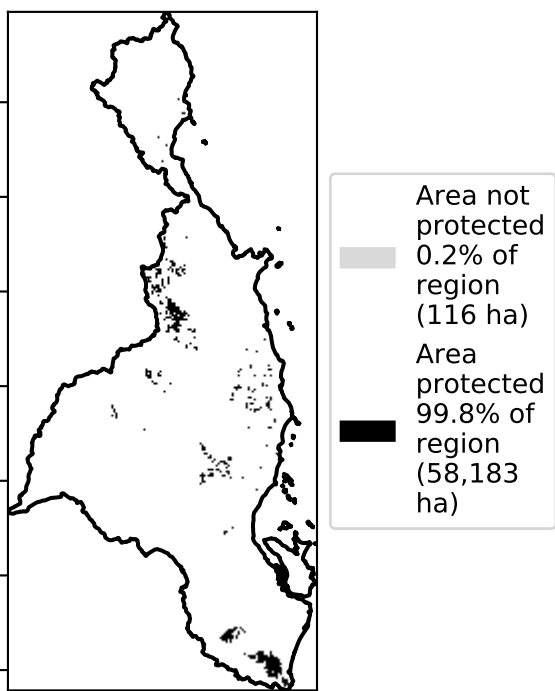 Area not
protected
0.2% of
region
(116 ha)
Area
protected
99.8% of
region
(58,183
ha)